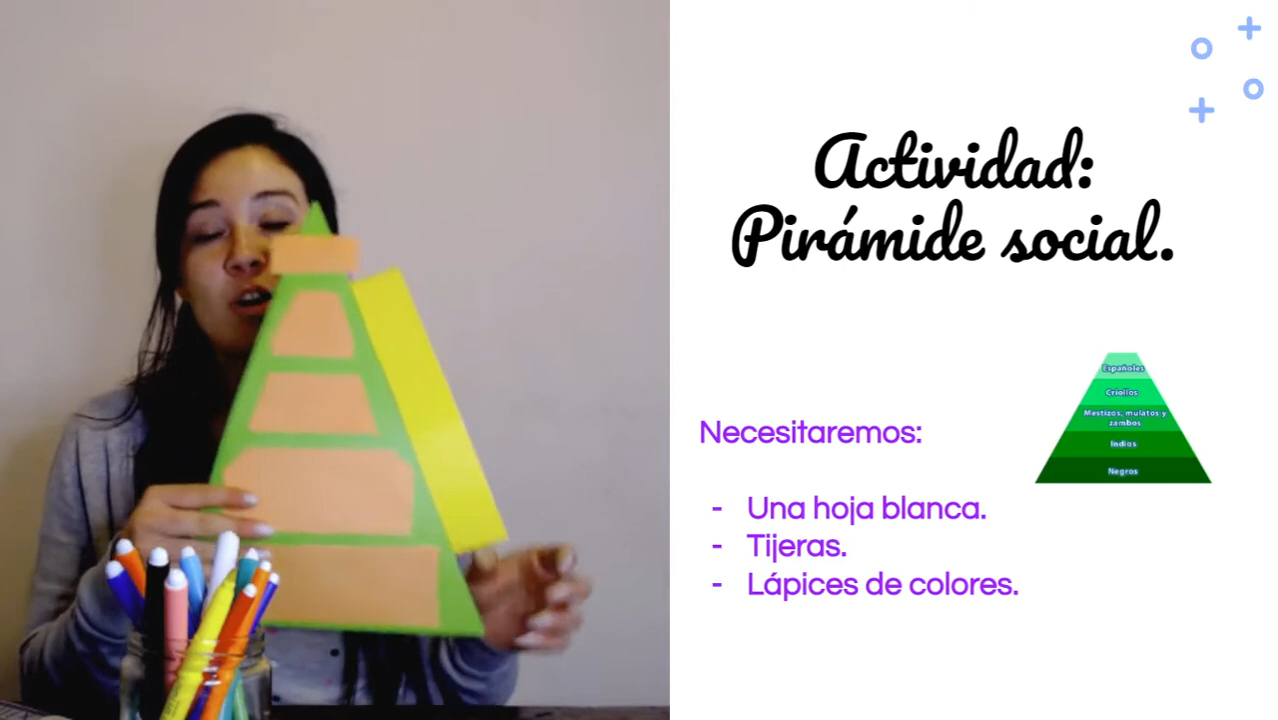 Actividad:
Pirámide social.
Españoles
Criollos
Mestizos, mulatos y
zambos
Indios
Negros
Necesitaremos:
- Una hoja blanca.
- Tijeras.
- Lápices de colores.